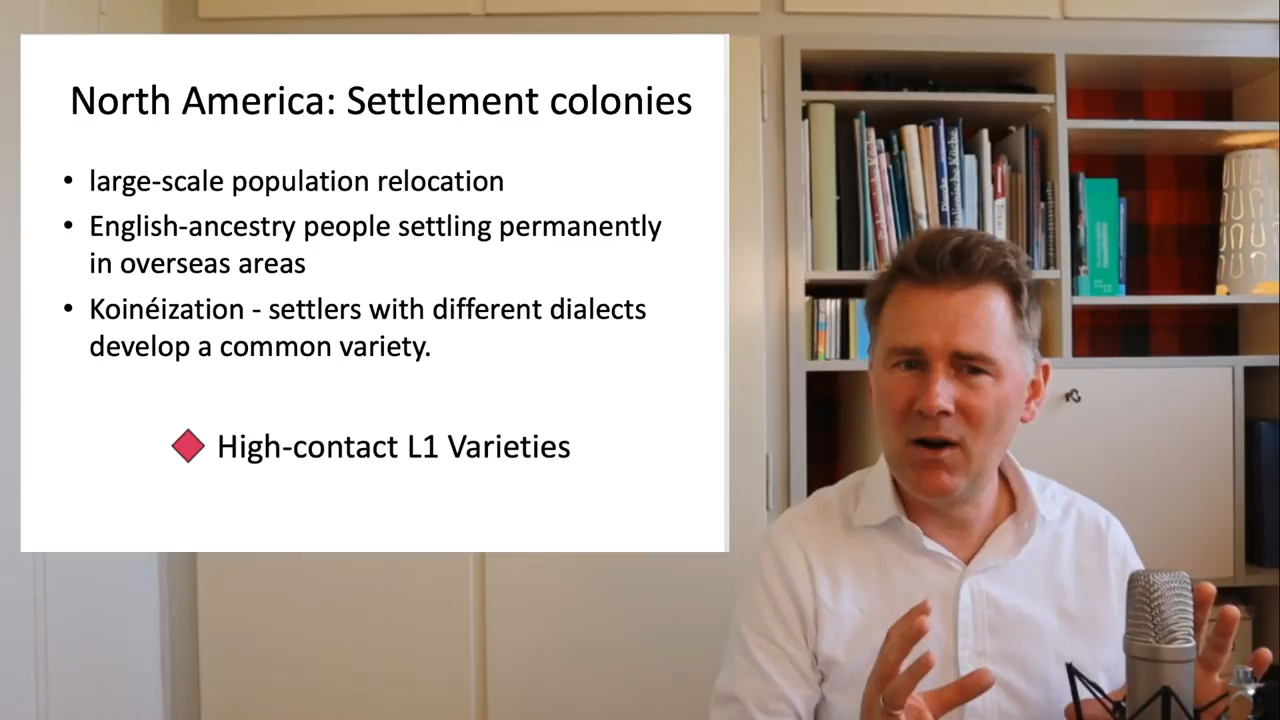 North America: Settlement colonies
• large-scale population relocation
• English-ancestry people settling permanently
in overseas areas
• Koinéization - settlers with different dialects
develop a common variety.
High-contact L1 Varieties